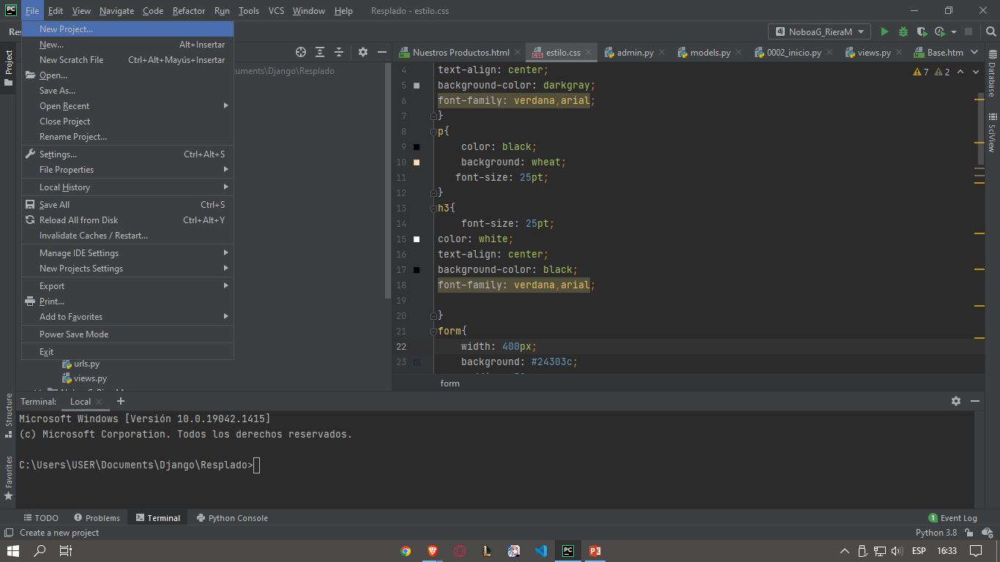 PC File Edit View Navigate Code Refactor Run Tools VCS Window Help Resplado - estilo.css
dj NoboaG_RieraM
New Project...
New... Alt+Insertar
New Scratch File Ctrl+Alt+Mayús+Insertar
Open...
Save As...
Open Recent
Close Project
Rename Project...
Settings... Ctrl+Alt+S
File Properties
Local History
Save All Ctrl+S
Reload All from Disk Ctrl+Alt+Y
Invalidate Caches / Restart...
Manage IDE Settings
New Projects Settings
Export
Print...
Add to Favorites
Power Save Mode
Exit
urls.py
views.py
uments\Django\Resplado
Project
Structure
Favorites
Nuestros Productos.html estilo.css admin.py models.py 0002_inicio.py views.py Base.htm
7 2
4 text-align: center;
5 background-color: darkgray;
6 font-family: verdana,arial;
7 }
8 p{
9 color: black;
10 background: wheat;
11 font-size: 25pt;
12 }
13 h3{
14 font-size: 25pt;
15 color: white;
16 text-align: center;
17 background-color: black;
18 font-family: verdana,arial;
19
20 }
21 form{
22 width: 400px;
23 background: #24303c;
form
Database
SciView
Terminal: Local +
Microsoft Windows [Versión 10.0.19042.1415]
(c) Microsoft Corporation. Todos los derechos reservados.
C:\Users\USER\Documents\Django\Resplado>
TODO Problems Terminal Python Console 1 Event Log
Create a new project Python 3.8
ESP 16:33